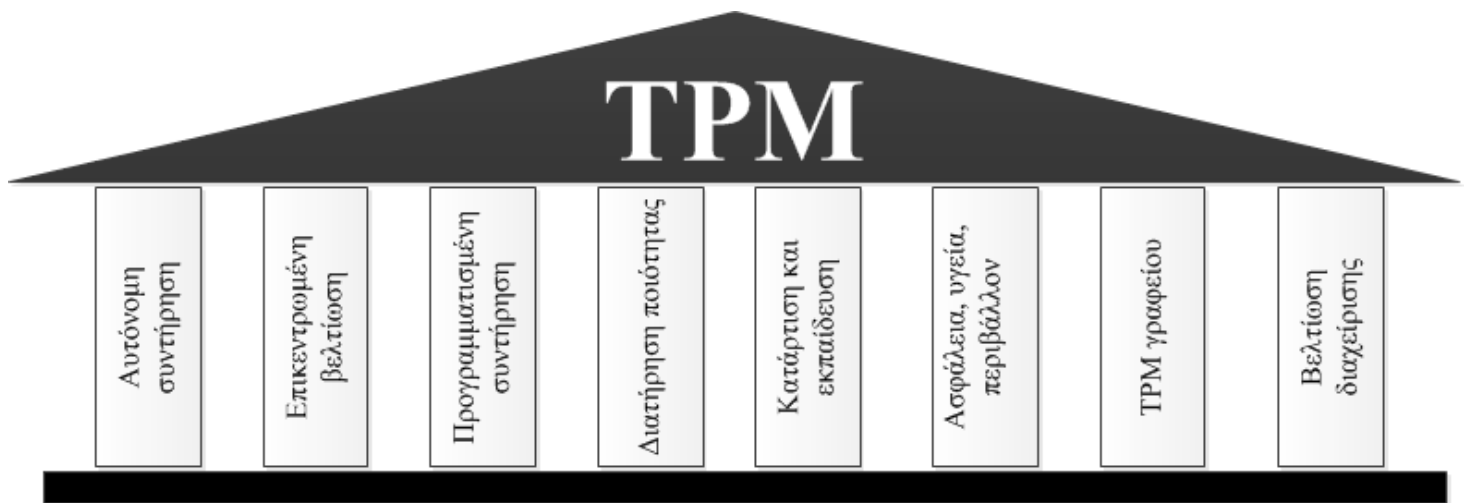 TPM
Αυτόνομη
συντήρηση
Επικεντρωμένη
βελτίωση
Προγραμματισμένη
συντήρηση
Διατήρηση ποιότητας
Κατάρτιση και
εκπαίδευση
Ασφάλεια, υγεία,
περιβάλλον
TPM γραφείου
Βελτίωση
διαχείρισης